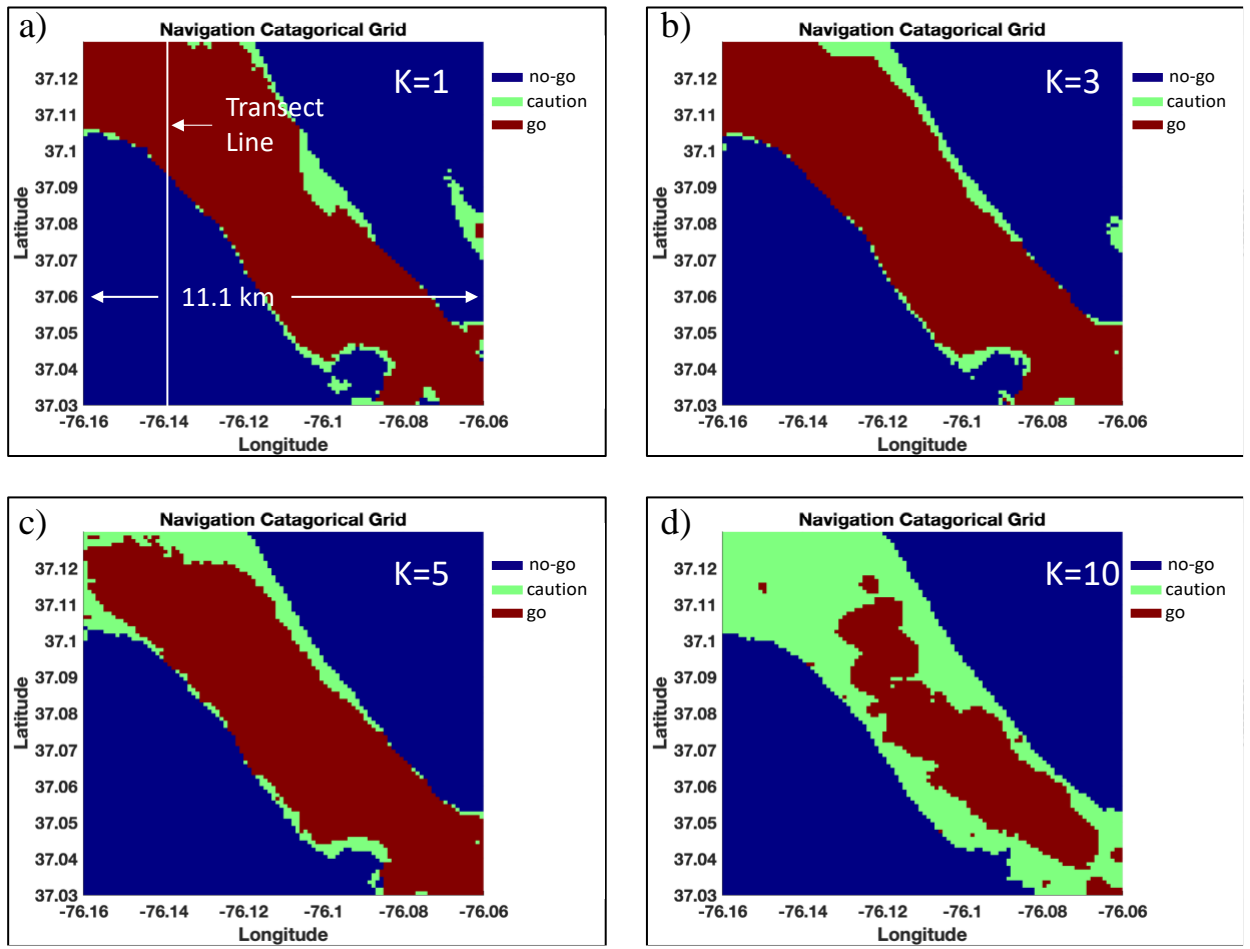 a)
Navigation Catagorical Grid
K=1
no-go
caution
go
Transect
Line
11.1 km
37.12
37.11
37.1
37.09
37.08
37.07
37.06
37.05
37.04
37.03
Latitude
-76.16 -76.14 -76.12 -76.1 -76.08 -76.06
Longitude
b)
Navigation Catagorical Grid
K=3
no-go
caution
go
37.12
37.11
37.1
37.09
37.08
37.07
37.06
37.05
37.04
37.03
Latitude
-76.16 -76.14 -76.12 -76.1 -76.08 -76.06
Longitude
c)
Navigation Catagorical Grid
K=5
no-go
caution
go
37.12
37.11
37.1
37.09
37.08
37.07
37.06
37.05
37.04
37.03
Latitude
-76.16 -76.14 -76.12 -76.1 -76.08 -76.06
Longitude
d)
Navigation Catagorical Grid
K=10
no-go
caution
go
37.12
37.11
37.1
37.09
37.08
37.07
37.06
37.05
37.04
37.03
Latitude
-76.16 -76.14 -76.12 -76.1 -76.08 -76.06
Longitude